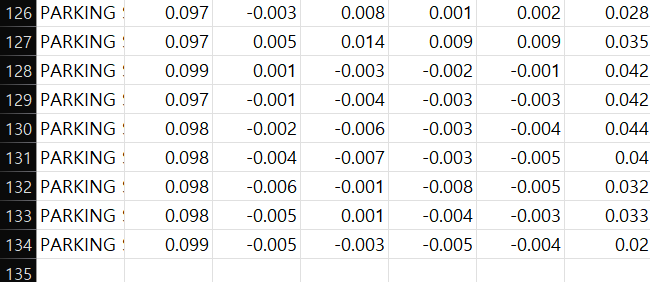 126 PARKING 0.097 -0.003 0.008 0.001 0.002 0.028
127 PARKING 0.097 0.005 0.014 0.009 0.009 0.035
128 PARKING 0.099 0.001 -0.003 -0.002 -0.001 0.042
129 PARKING 0.097 -0.001 -0.004 -0.003 -0.003 0.042
130 PARKING 0.098 -0.002 -0.006 -0.003 -0.004 0.044
131 PARKING 0.098 -0.004 -0.007 -0.003 -0.005 0.04
132 PARKING 0.098 -0.006 -0.001 -0.008 -0.005 0.032
133 PARKING 0.098 -0.005 0.001 -0.004 -0.003 0.033
134 PARKING 0.099 -0.005 -0.003 -0.005 -0.004 0.02
135